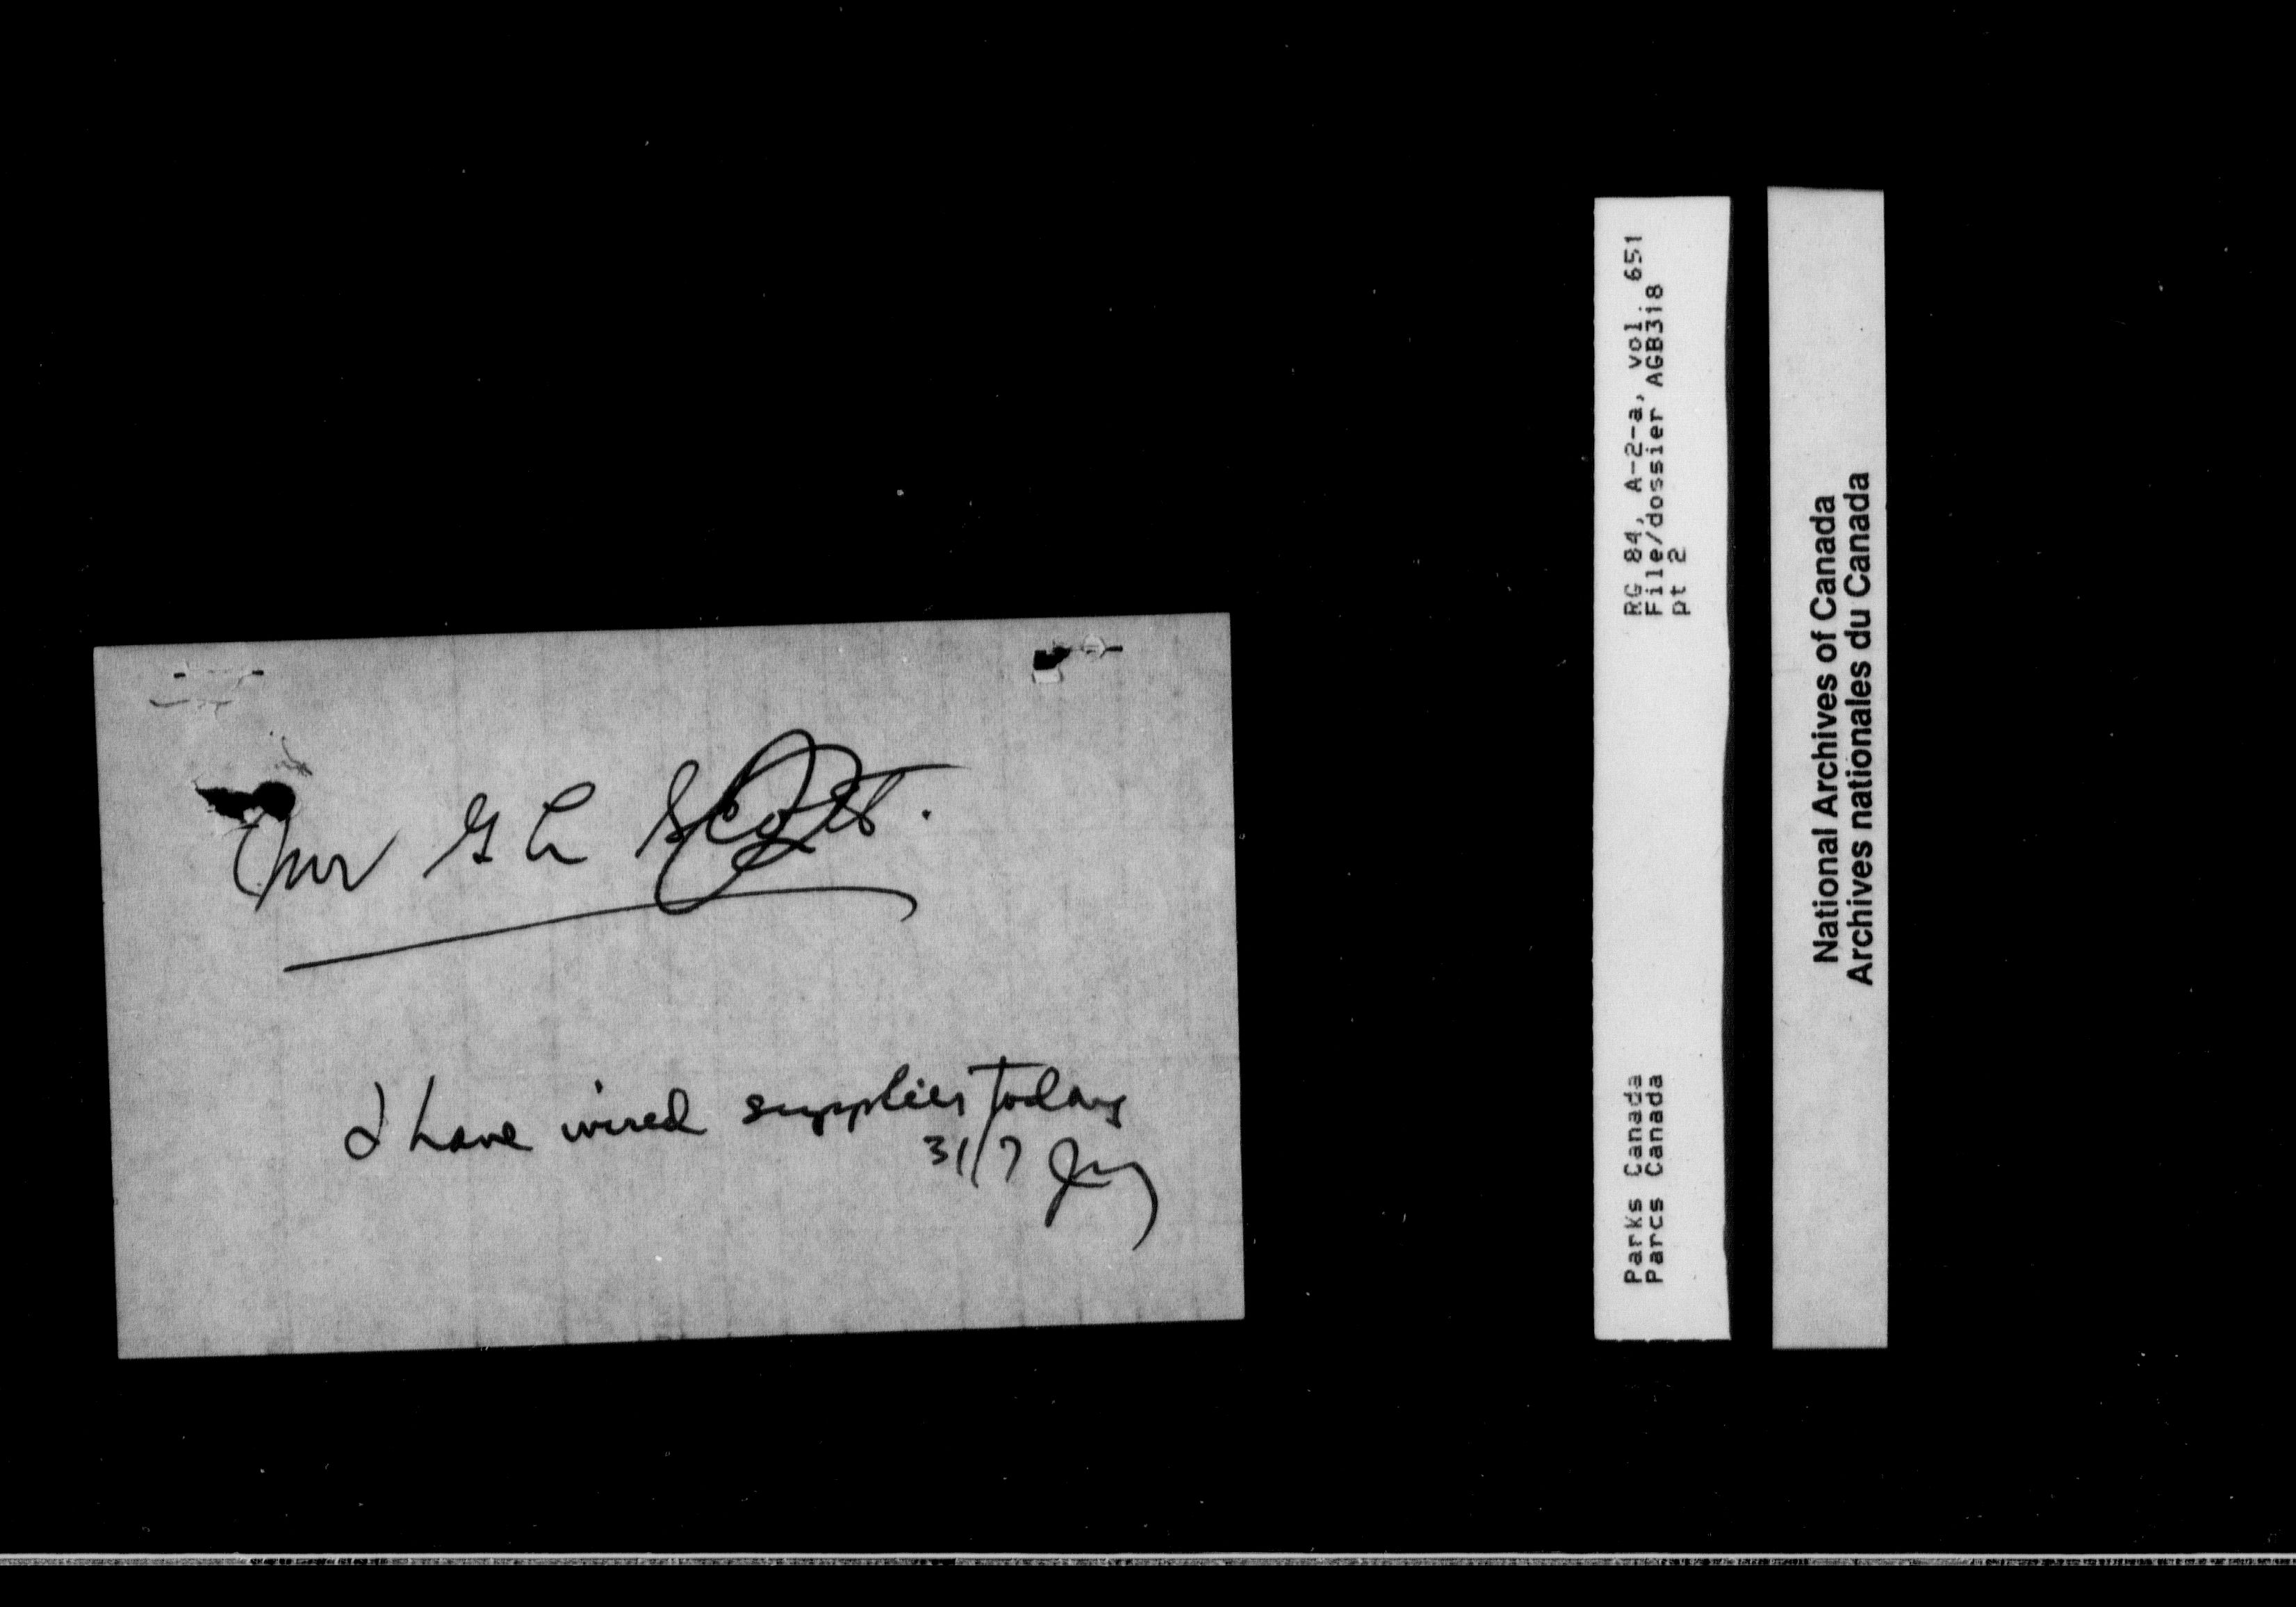 Mr G L Scott.
I have wired supplies today
31/7
RG 84, A-2-a, vol. 651
File/dossier AGB318
pt 2
Parks Canada
Parcs Canada
National Archives of Canada
Archives nationales du Canada